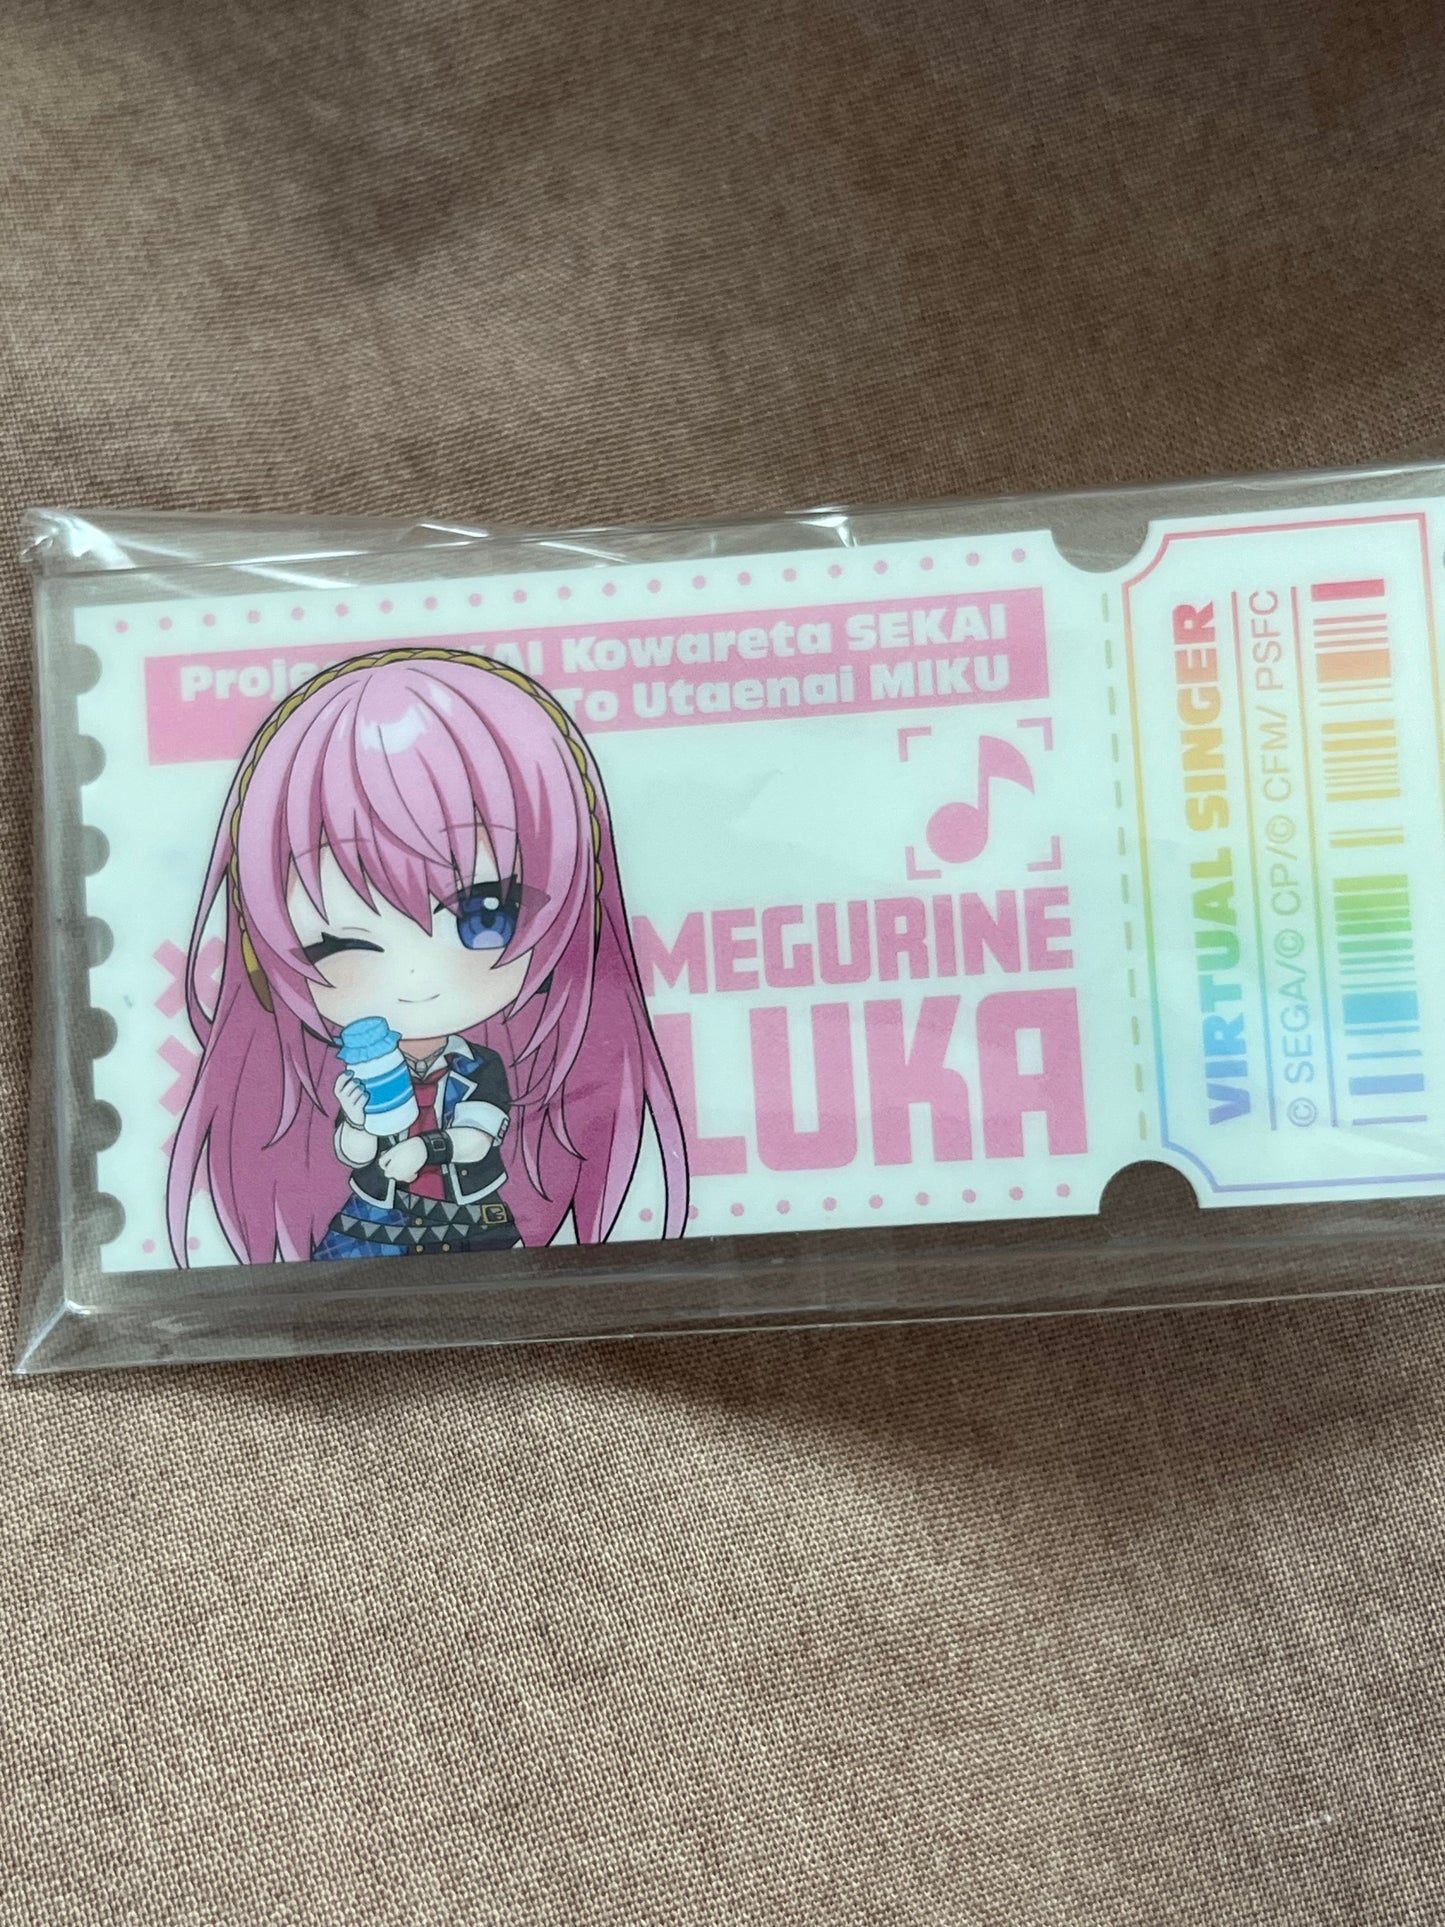 Proje KAI Kowareta SEKAI
To Utaenai MIKU
MEGURINE
LUKA
VIRTUAL SINGER
© SEGA/© CP/© CFM/ PSFC